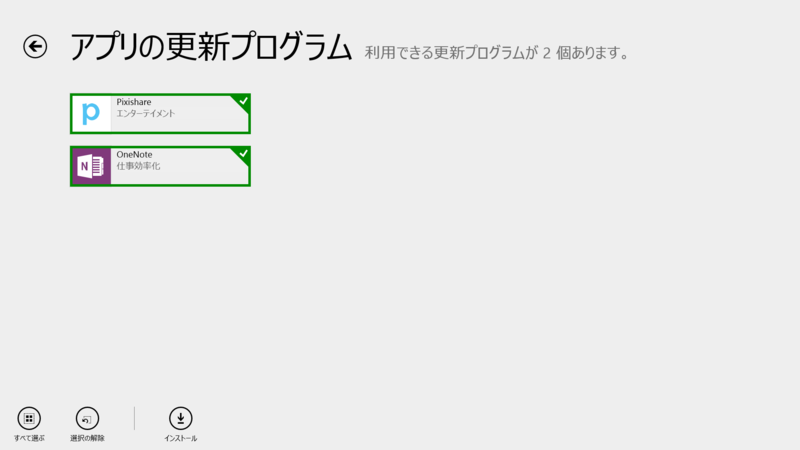 アプリの更新プログラム 利用できる更新プログラムが 2 個あります。
p
Pixishare
エンターテイメント
N
OneNote
仕事効率化
すべて選ぶ
選択の解除
インストール